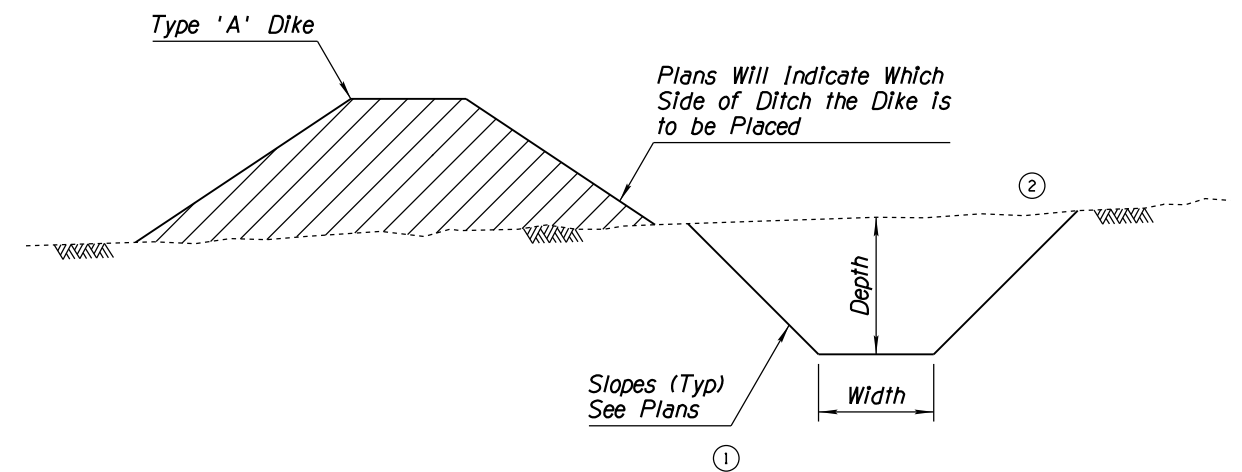 Type 'A' Dike
Plans Will Indicate Which
Side of Ditch the Dike is
to be Placed
2
Depth
Slopes (Typ)
See Plans
Width
1